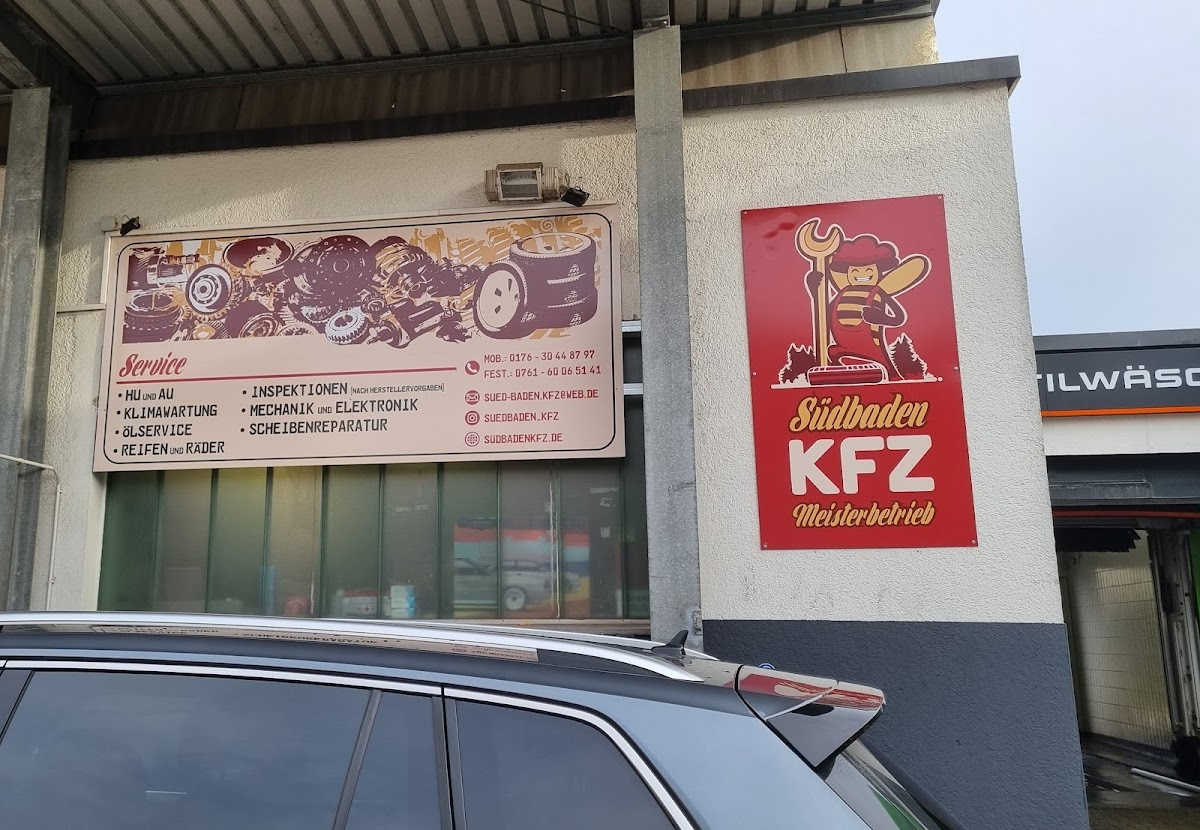 Service
• HU UND AU
• KLIMAWARTUNG
• ÖLSERVICE
• REIFEN UND RÄDER
• INSPEKTIONEN (NACH HERSTELLERVORGABEN)
• MECHANIK UND ELEKTRONIK
• SCHEIBENREPARATUR
MOB.: 0176 - 30 44 87 97
FEST.: 0761 - 60 06 51 41
SUED-BADEN.KFZ@WEB.DE
SUEDBADEN_KFZ
SÜDBADENKFZ.DE
Südbaden
KFZ
Meisterbetrieb
TILWÄSC